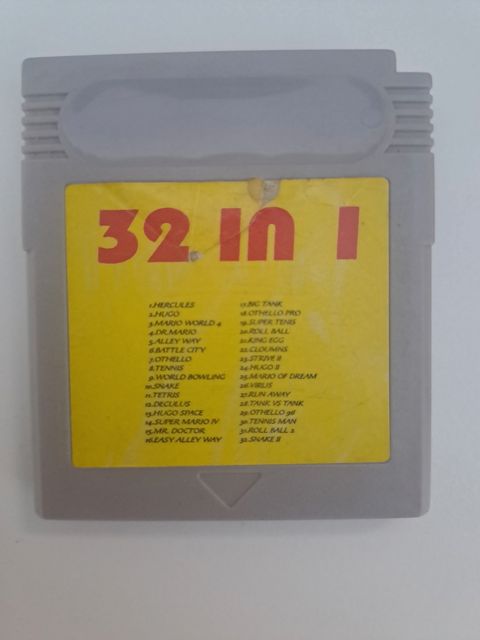 32 IN 1
1.HERCULES
2.HUGO
3.MARIO WORLD 4
4.DR.MARIO
5.ALLEY WAY
6.BATTLE CITY
7.OTHELLO
8.TENNIS
9.WORLD BOWLING
10.SNAKE
11.TETRIS
12.DECULUS
13.HUGO SPACE
14.SUPER MARIO IV
15.MR. DOCTOR
16.EASY ALLEY WAY
17.BIG TANK
18.OTHELLO PRO
19.SUPER TENIS
20.ROLL BALL
21.KING EGG
22.CLOUMNS
23.STRIVE II
24.HUGO II
25.MARIO OF DREAM
26.VIRUS
27.RUN AWAY
28.TANK VS TANK
29.OTHELLO 98
30.TENNIS MAN
31.ROLL BALL 2
32.SNAKE II